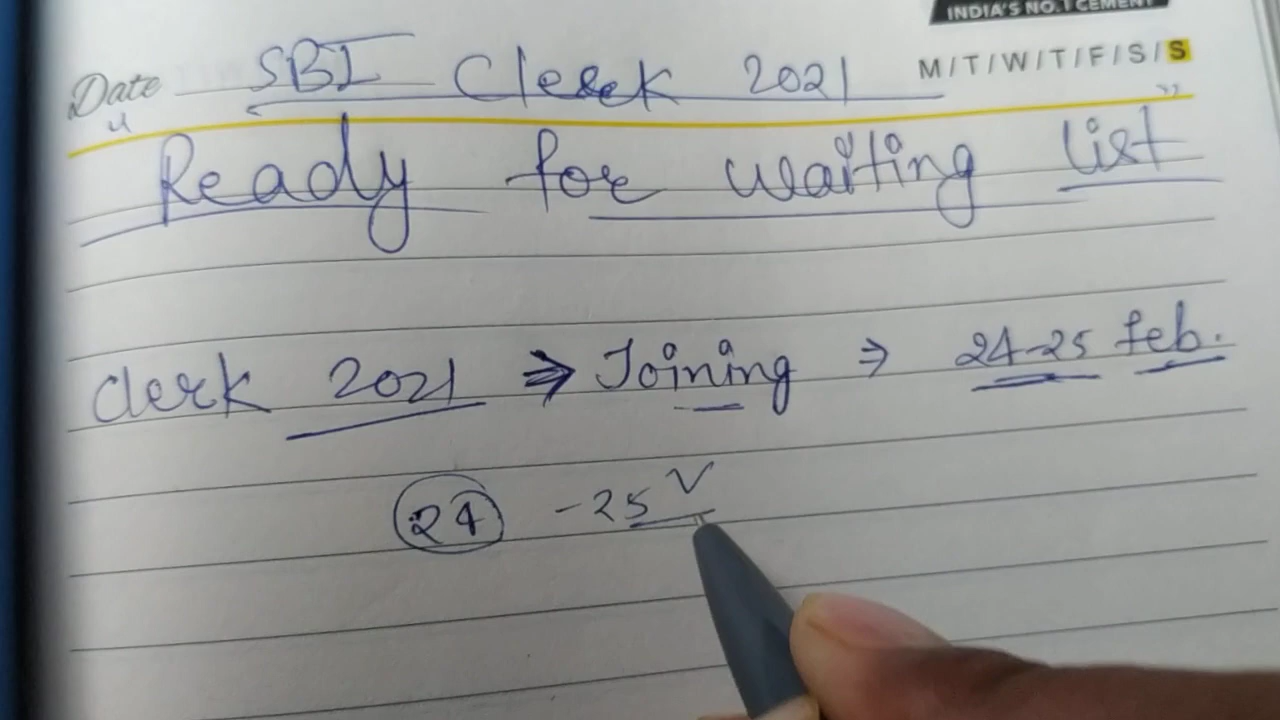 INDIA'S NO.1 CEMENT
Date SBI Clerk 2021 M/T/W/T/F/S/S
"Ready for waiting list"
clerk 2021 ⇒ Joining ⇒ 24-25 feb.
24 - 25 ✓